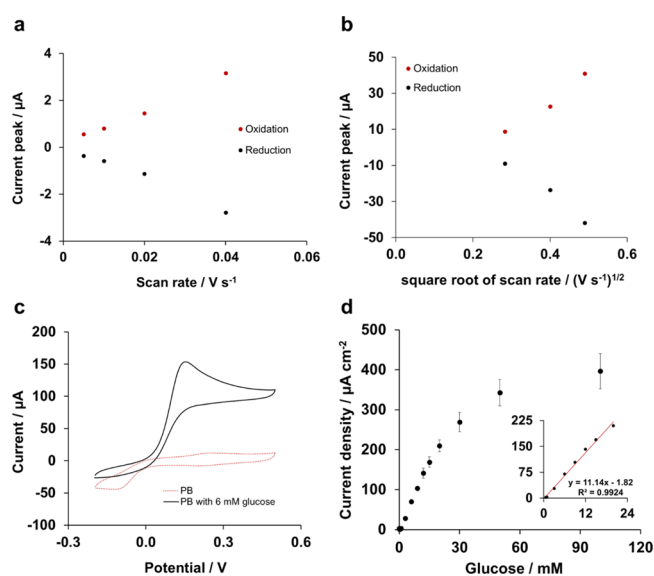 a
Current peak / µA
4
2
0
-2
-4
0
0.02
0.04
0.06
Scan rate / V s⁻¹
Oxidation
Reduction
b
Current peak / µA
50
30
10
-10
-30
-50
0.0
0.2
0.4
0.6
square root of scan rate / (V s⁻¹)¹/²
Oxidation
Reduction
c
Current / µA
200
150
100
50
0
-50
-100
-0.3
0.0
0.3
0.6
Potential / V
PB
PB with 6 mM glucose
d
Current density / µA cm⁻²
500
400
300
200
100
0
0
30
60
90
120
Glucose / mM
225
150
75
0
0
12
24
y = 11.14x - 1.82
R² = 0.9924